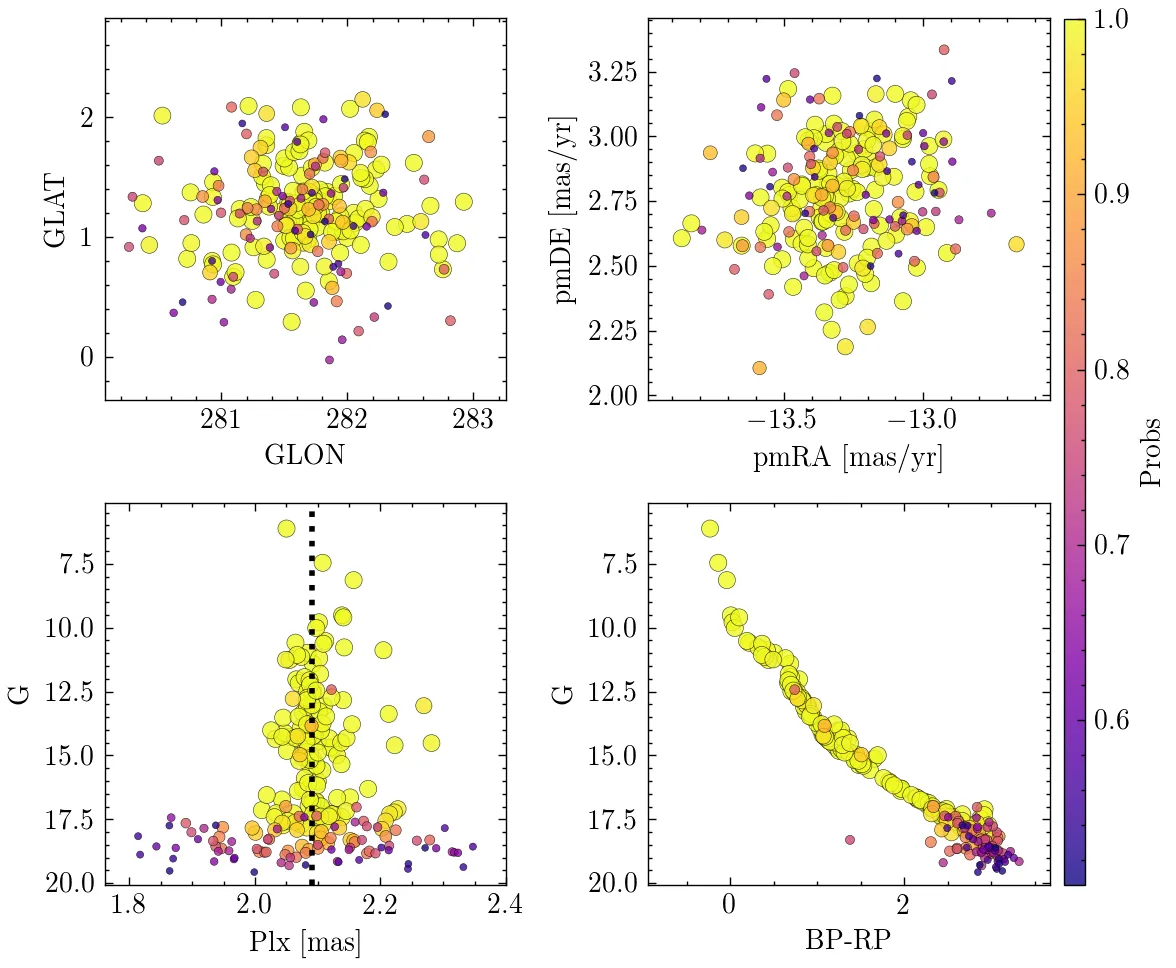 2
1
0
GLAT
281 282 283
GLON
3.25
3.00
2.75
2.50
2.25
2.00
pmDE [mas/yr]
−13.5 −13.0
pmRA [mas/yr]
7.5
10.0
12.5
15.0
17.5
20.0
G
1.8 2.0 2.2 2.4
Plx [mas]
7.5
10.0
12.5
15.0
17.5
20.0
G
0 2
BP-RP
1.0
0.9
0.8
0.7
0.6
Probs